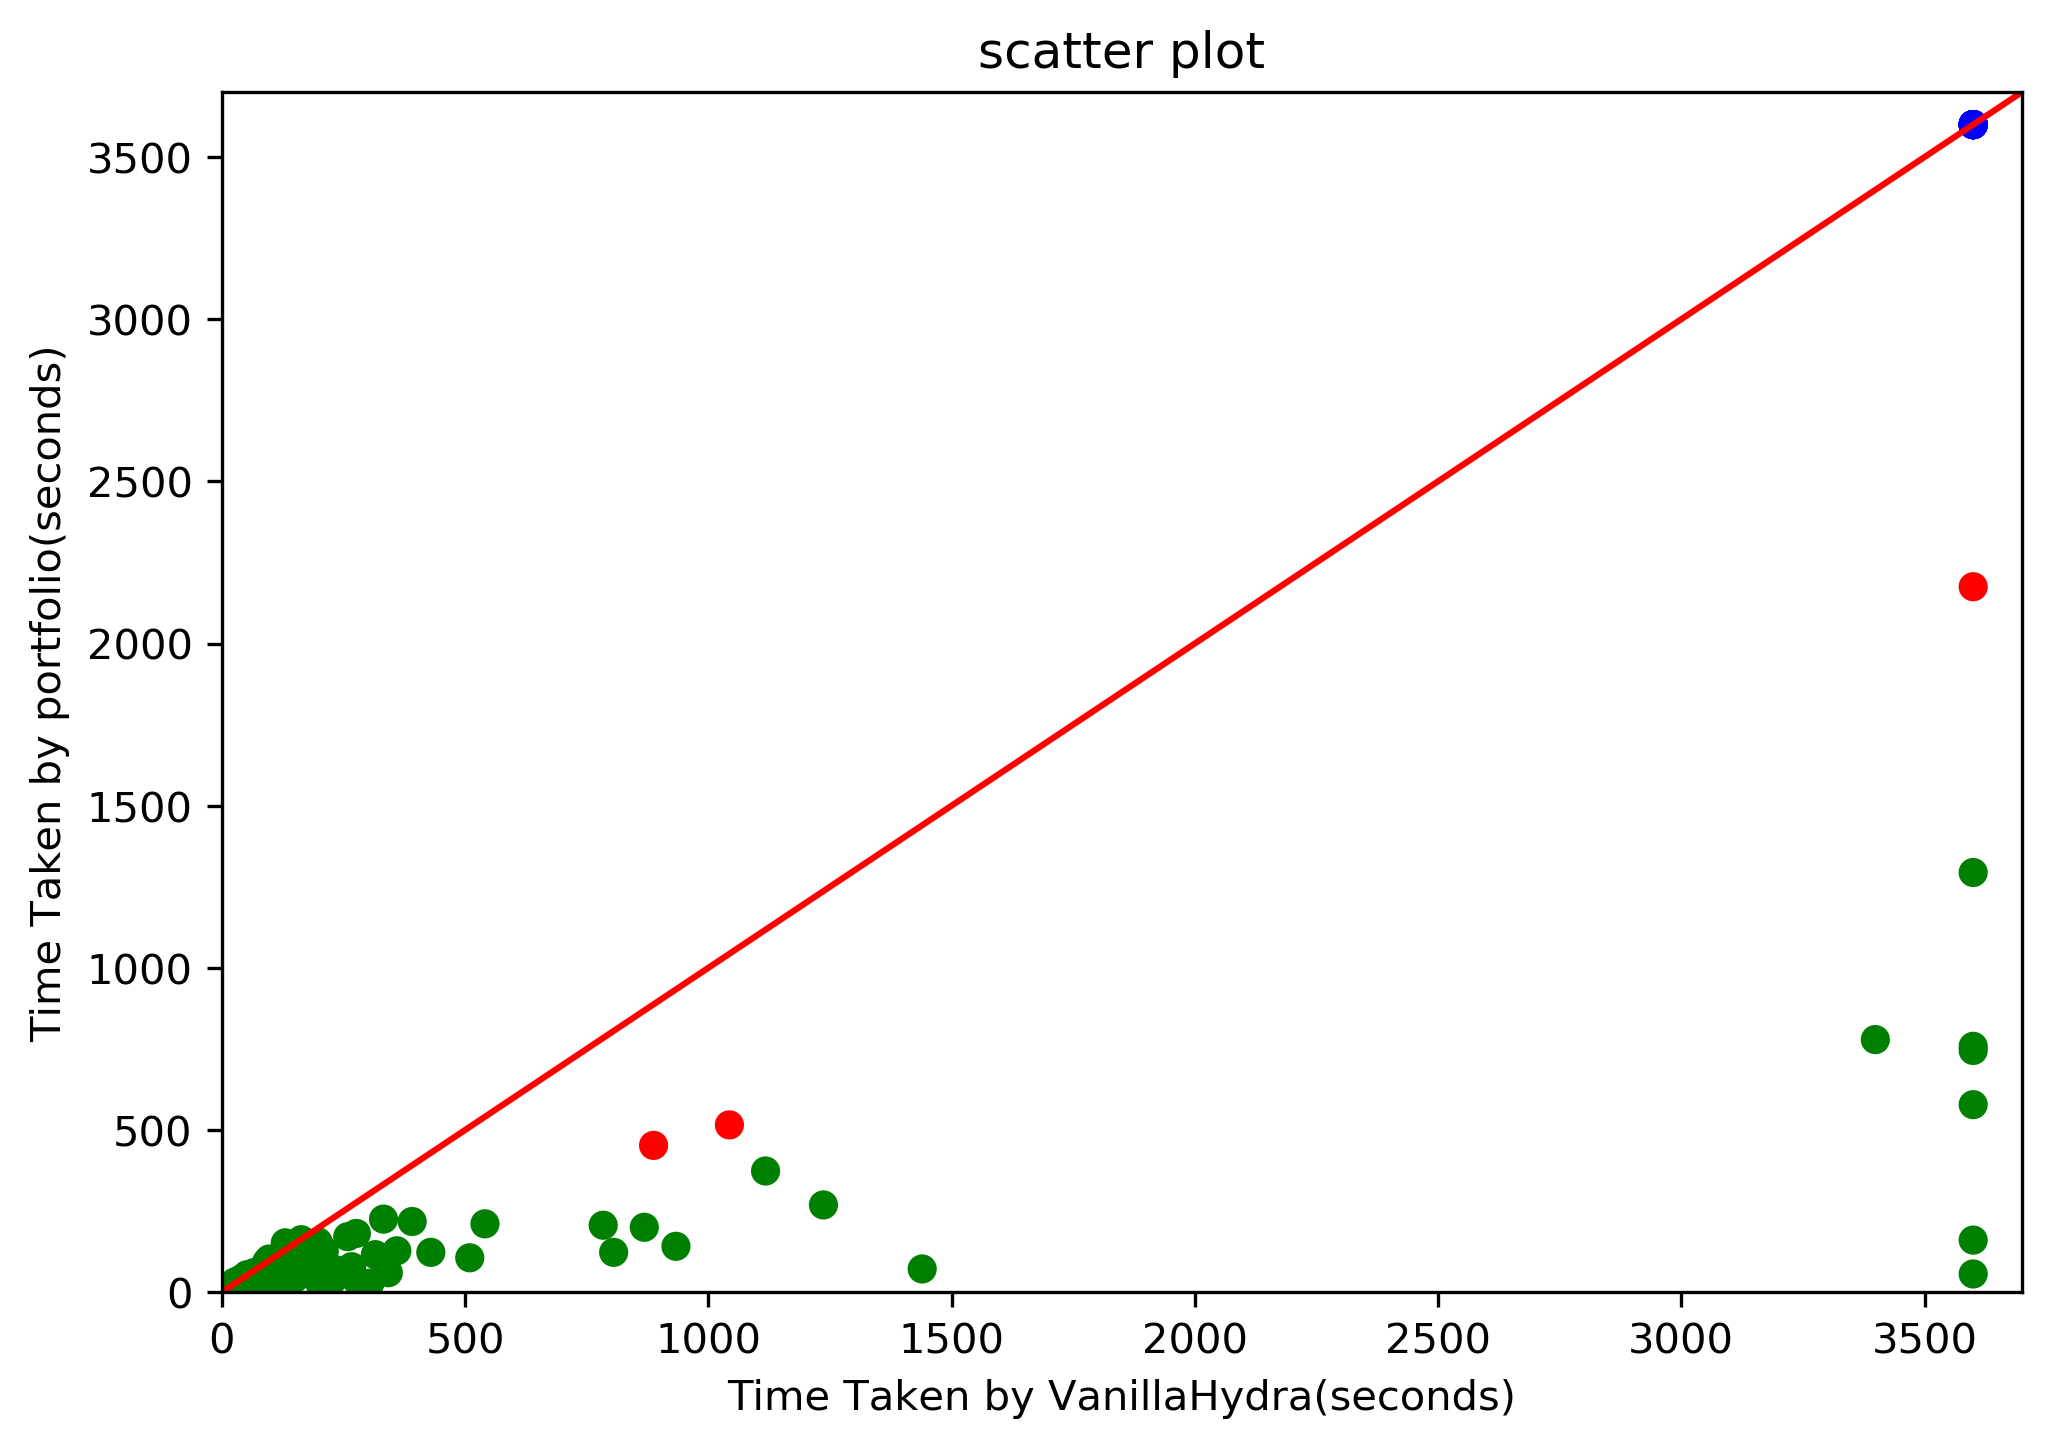 scatter plot
3500
3000
2500
2000
1500
1000
500
0
Time Taken by portfolio(seconds)
0 500 1000 1500 2000 2500 3000 3500
Time Taken by VanillaHydra(seconds)